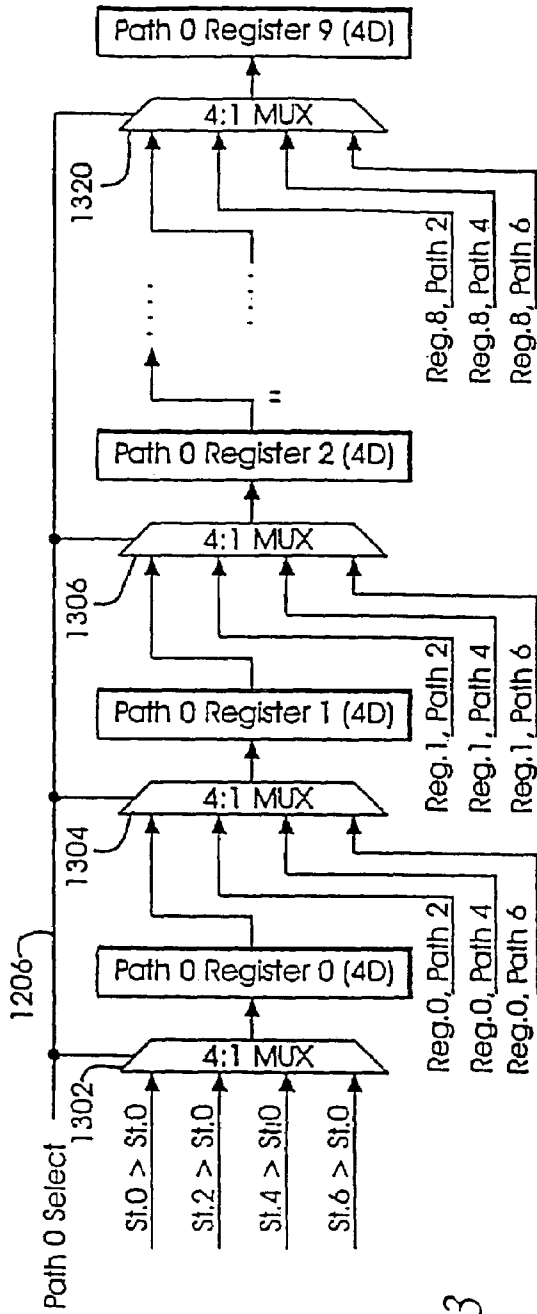 Path 0 Select
1206
1302
4:1 MUX
St.0 > St.0
St.2 > St.0
St.4 > St.0
St.6 > St.0
Path 0 Register 0 (4D)
1304
4:1 MUX
Reg.0, Path 2
Reg.0, Path 4
Reg.0, Path 6
Path 0 Register 1 (4D)
1306
4:1 MUX
Reg.1, Path 2
Reg.1, Path 4
Reg.1, Path 6
Path 0 Register 2 (4D)
1320
4:1 MUX
Reg.8, Path 2
Reg.8, Path 4
Reg.8, Path 6
Path 0 Register 9 (4D)
3